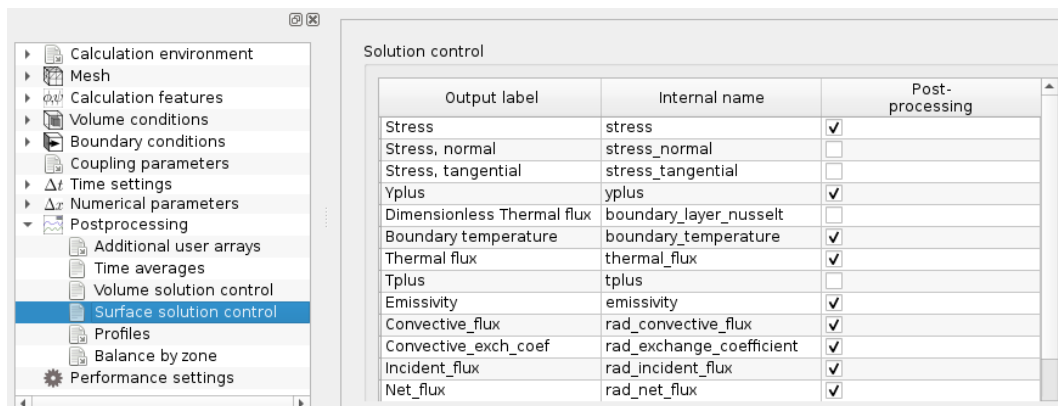 Calculation environment
Mesh
Calculation features
Volume conditions
Boundary conditions
Coupling parameters
Δt Time settings
Δx Numerical parameters
Postprocessing
Additional user arrays
Time averages
Volume solution control
Surface solution control
Profiles
Balance by zone
Performance settings
Solution control
Output label Internal name Post-
processing
Stress stress
Stress, normal stress_normal
Stress, tangential stress_tangential
Yplus yplus
Dimensionless Thermal flux boundary_layer_nusselt
Boundary temperature boundary_temperature
Thermal flux thermal_flux
Tplus tplus
Emissivity emissivity
Convective_flux rad_convective_flux
Convective_exch_coef rad_exchange_coefficient
Incident_flux rad_incident_flux
Net_flux rad_net_flux